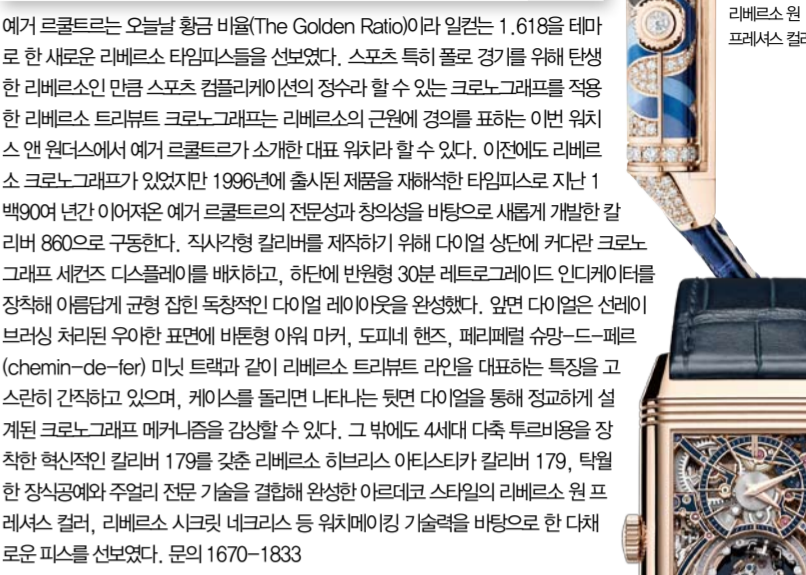 리베르소 원
프레셔스 컬러
예거 르쿨트르는 오늘날 황금 비율(The Golden Ratio)이라 일컫는 1.618을 테마
로 한 새로운 리베르소 타임피스들을 선보였다. 스포츠 특히 폴로 경기를 위해 탄생
한 리베르소인 만큼 스포츠 컴플리케이션의 정수라 할 수 있는 크로노그래프를 적용
한 리베르소 트리뷰트 크로노그래프는 리베르소의 근원에 경의를 표하는 이번 워치
스 앤 원더스에서 예거 르쿨트르가 소개한 대표 워치라 할 수 있다. 이전에도 리베르
소 크로노그래프가 있었지만 1996년에 출시된 제품을 재해석한 타임피스로 지난 1
백90여 년간 이어져온 예거 르쿨트르의 전문성과 창의성을 바탕으로 새롭게 개발한 칼
리버 860으로 구동한다. 직사각형 칼리버를 제작하기 위해 다이얼 상단에 커다란 크로노
그래프 세컨즈 디스플레이를 배치하고, 하단에 반원형 30분 레트로그레이드 인디케이터를
장착해 아름답게 균형 잡힌 독창적인 다이얼 레이아웃을 완성했다. 앞면 다이얼은 선레이
브러싱 처리된 우아한 표면에 바톤형 아워 마커, 도피네 핸즈, 페리페럴 슈망-드-페르
(chemin-de-fer) 미닛 트랙과 같이 리베르소 트리뷰트 라인을 대표하는 특징을 고
스란히 간직하고 있으며, 케이스를 돌리면 나타나는 뒷면 다이얼을 통해 정교하게 설
계된 크로노그래프 메커니즘을 감상할 수 있다. 그 밖에도 4세대 다축 투르비용을 장
착한 혁신적인 칼리버 179를 갖춘 리베르소 히브리스 아티스티카 칼리버 179, 탁월
한 장식공예와 주얼리 전문 기술을 결합해 완성한 아르데코 스타일의 리베르소 원 프
레셔스 컬러, 리베르소 시크릿 네크리스 등 워치메이킹 기술력을 바탕으로 한 다채
로운 피스를 선보였다. 문의 1670-1833